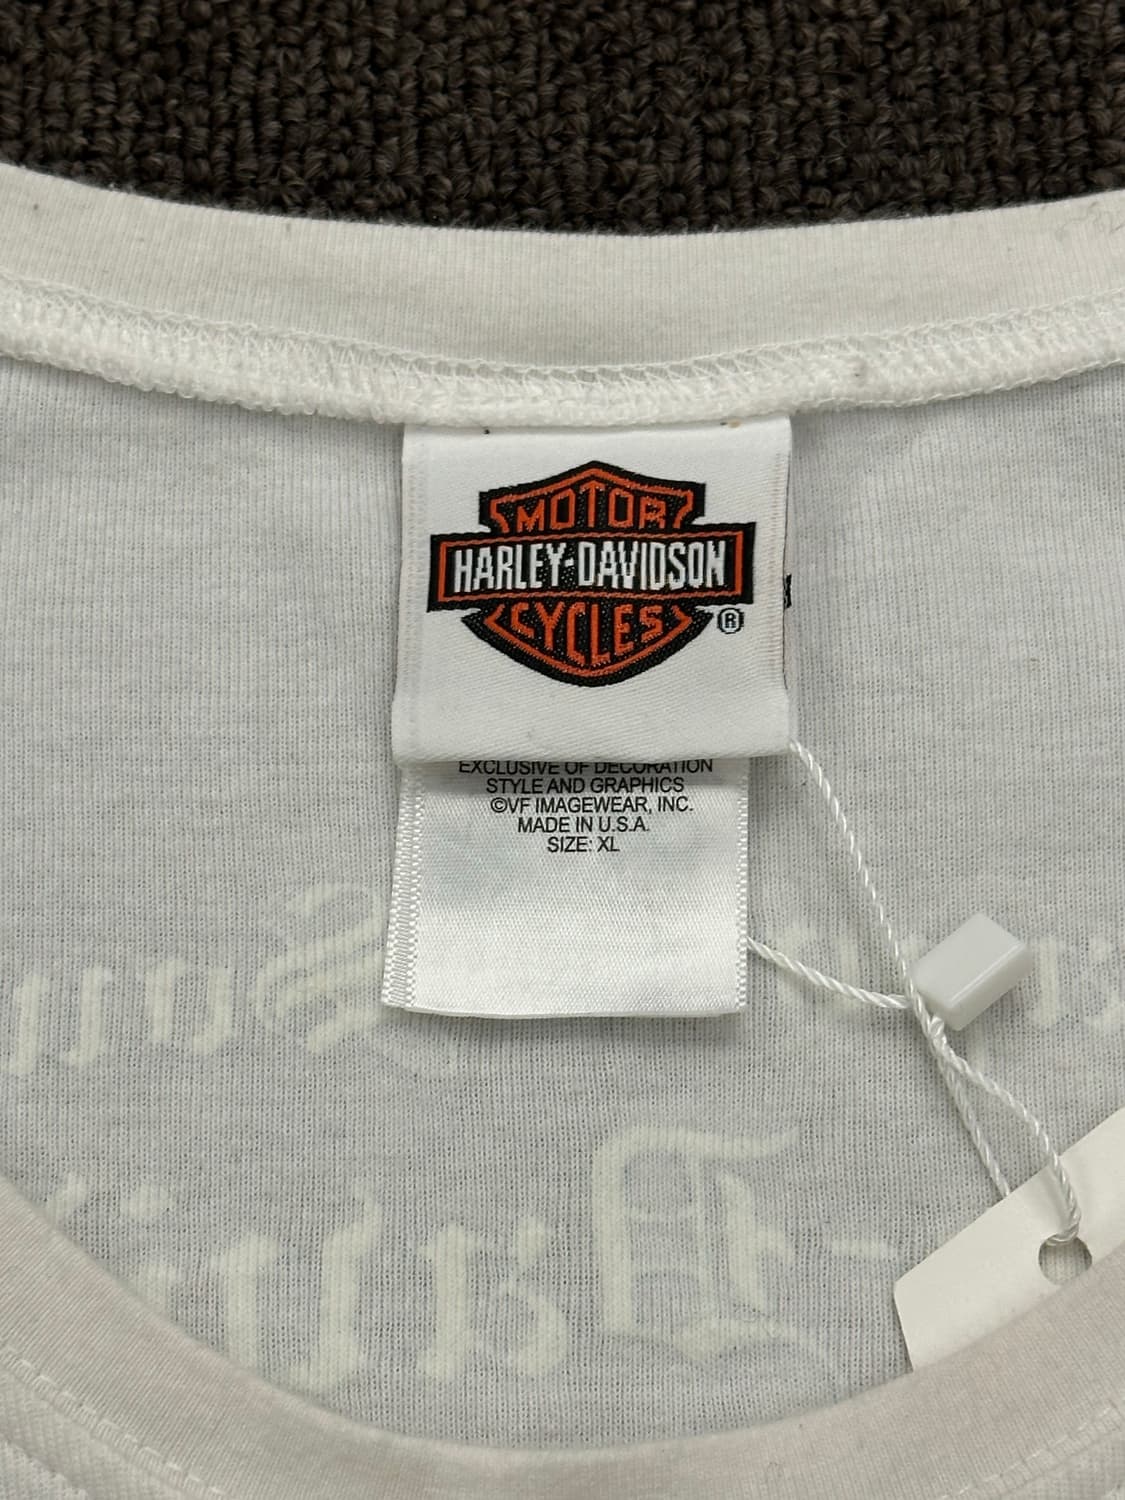 MOTOR
HARLEY-DAVIDSON
CYCLES
®
EXCLUSIVE OF DECORATION
STYLE AND GRAPHICS
©VF IMAGEWEAR, INC.
MADE IN U.S.A.
SIZE: XL